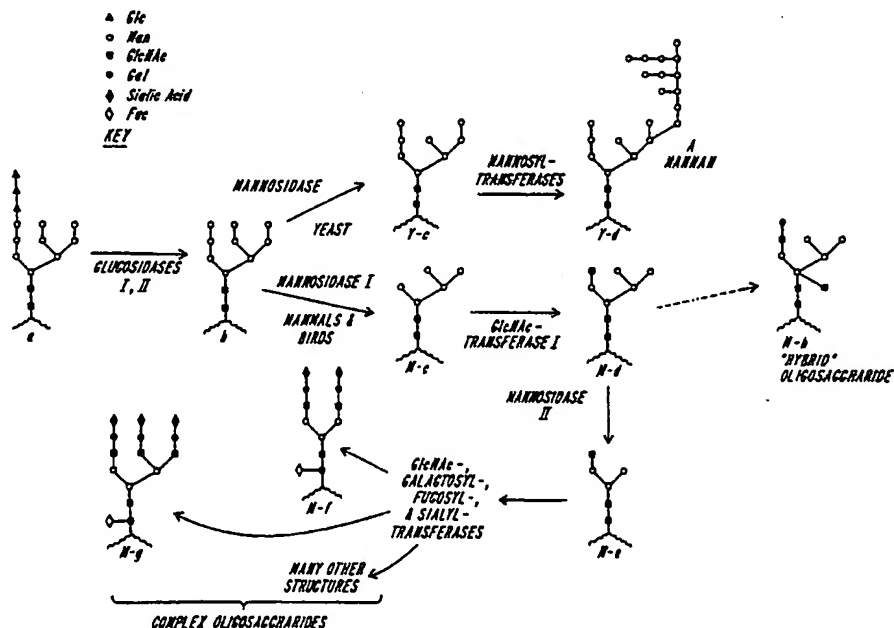 Glc
Man
GlcNAc
Gal
Sialic Acid
Fuc
KEY
MANNOSIDASE
YEAST
MANNOSYL-
TRANSFERASES
A
MANNAN
Y-c
Y-d
GLUCOSIDASES
I, II
a
b
MANNOSIDASE I
MAMMALS &
BIRDS
M-c
GlcNAc-
TRANSFERASE I
M-d
M-h
"HYBRID"
OLIGOSACCHARIDE
MANNOSIDASE
II
M-e
GlcNAc-,
GALACTOSYL-,
FUCOSYL-,
& SIALYL-
TRANSFERASES
M-f
M-g
MANY OTHER
STRUCTURES
COMPLEX OLIGOSACCHARIDES